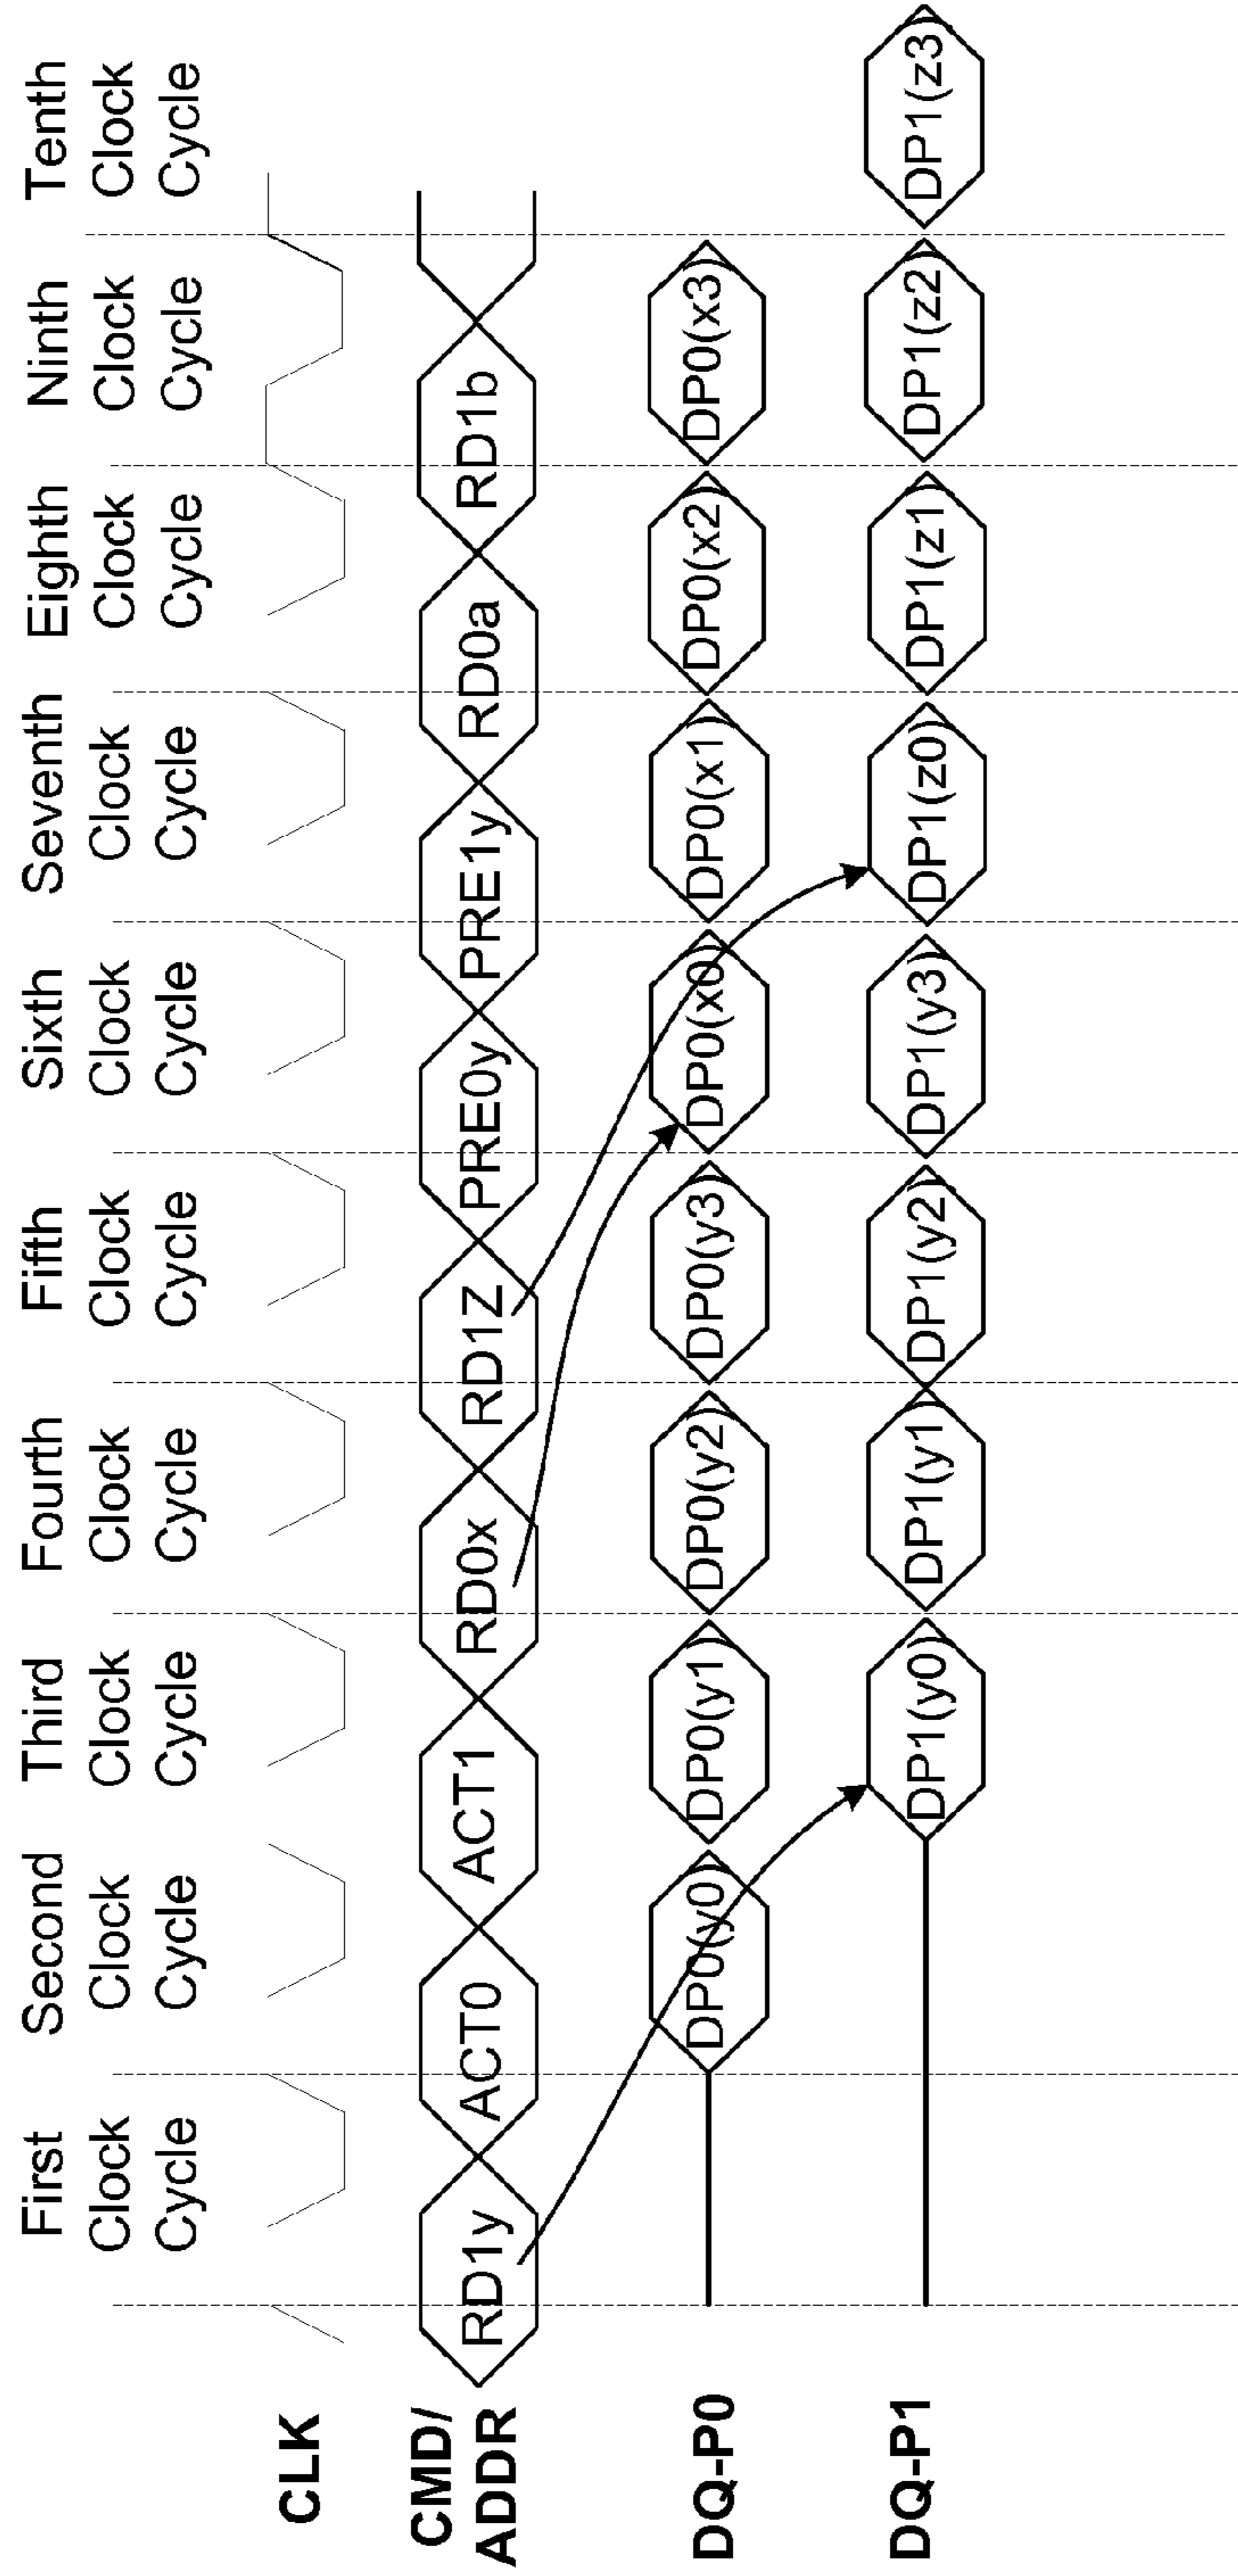 First
Clock
Cycle
Second
Clock
Cycle
Third
Clock
Cycle
Fourth
Clock
Cycle
Fifth
Clock
Cycle
Sixth
Clock
Cycle
Seventh
Clock
Cycle
Eighth
Clock
Cycle
Ninth
Clock
Cycle
Tenth
Clock
Cycle
CLK
CMD/
ADDR
RD1y
ACT0
ACT1
RD0x
RD1Z
PRE0y
PRE1y
RD0a
RD1b
DQ-P0
DP0(y0)
DP0(y1)
DP0(y2)
DP0(y3)
DP0(x0)
DP0(x1)
DP0(x2)
DP0(x3)
DQ-P1
DP1(y0)
DP1(y1)
DP1(y2)
DP1(y3)
DP1(z0)
DP1(z1)
DP1(z2)
DP1(z3)